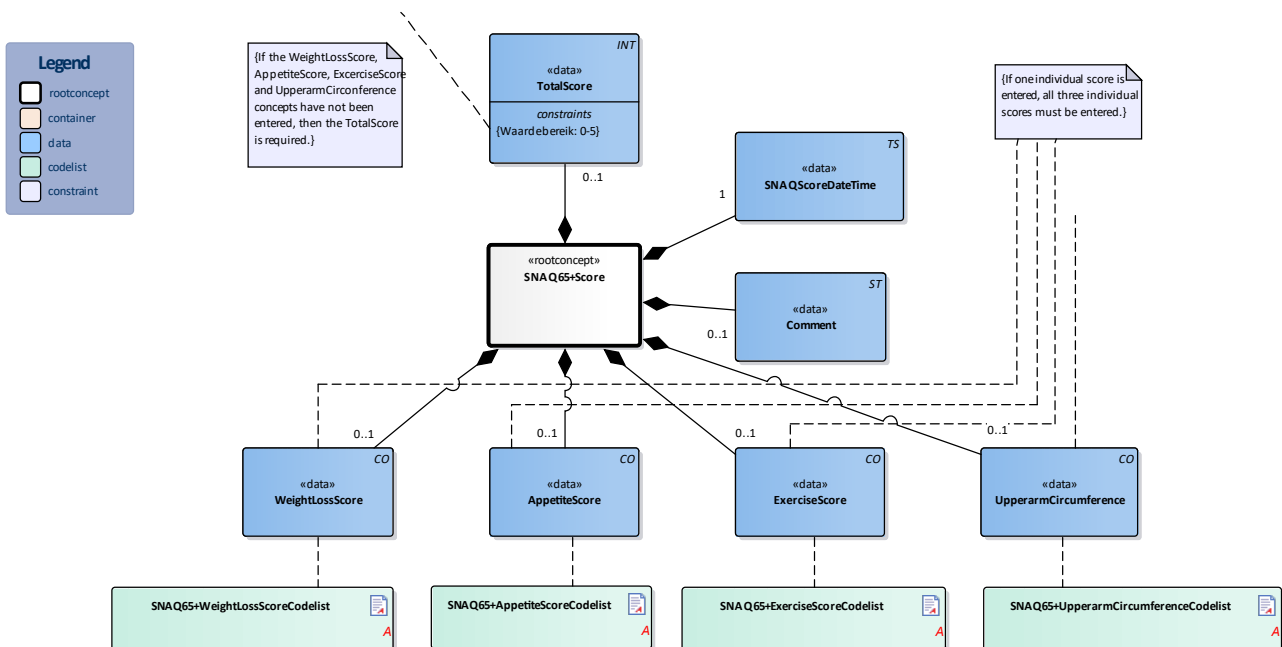 Legend
rootconcept
container
data
codelist
constraint
{If the WeightLossScore,
AppetiteScore, ExcerciseScore
and UpperarmCirconference
concepts have not been
entered, then the TotalScore
is required.}
INT
«data»
TotalScore
constraints
{Waardebereik: 0-5}
0..1
{If one individual score is
entered, all three individual
scores must be entered.}
TS
«data»
SNAQScoreDateTime
1
«rootconcept»
SNAQ65+Score
ST
«data»
Comment
0..1
0..1
0..1
0..1
0..1
CO
«data»
WeightLossScore
CO
«data»
AppetiteScore
CO
«data»
ExerciseScore
CO
«data»
UpperarmCircumference
SNAQ65+WeightLossScoreCodelist
A
SNAQ65+AppetiteScoreCodelist
A
SNAQ65+ExerciseScoreCodelist
A
SNAQ65+UpperarmCircumferenceCodelist
A